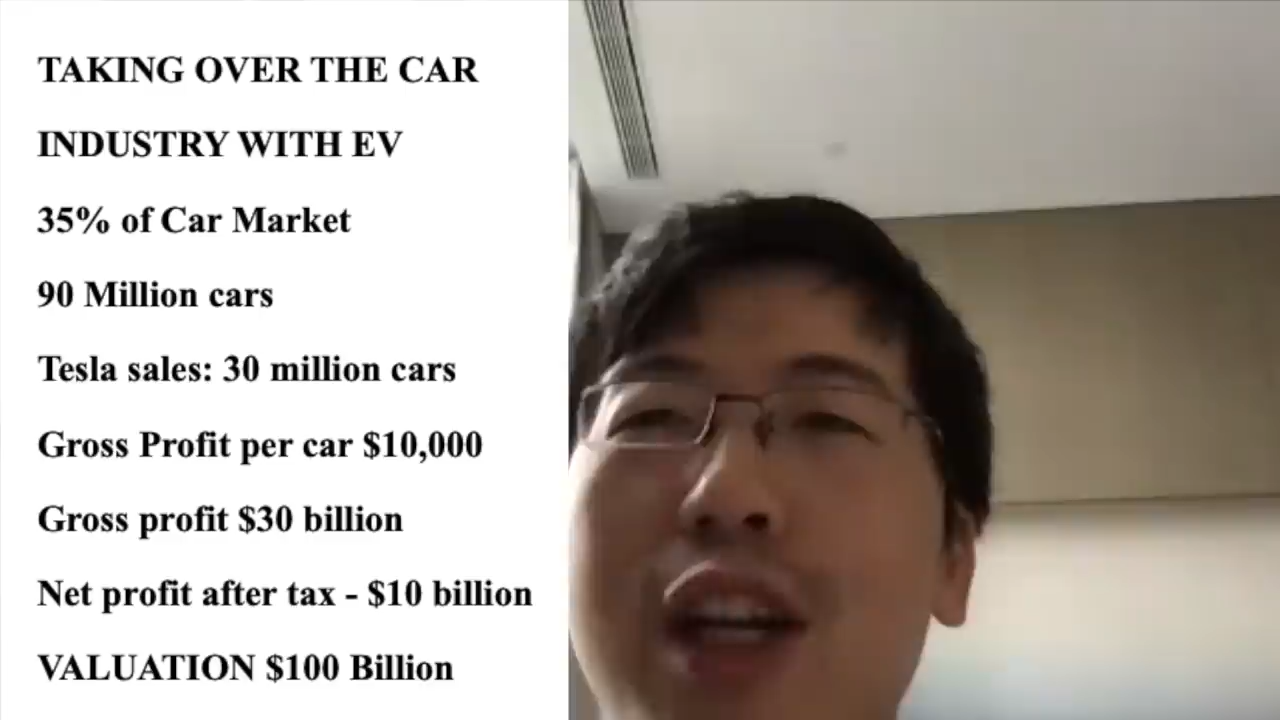 TAKING OVER THE CAR
INDUSTRY WITH EV
35% of Car Market
90 Million cars
Tesla sales: 30 million cars
Gross Profit per car $10,000
Gross profit $30 billion
Net profit after tax - $10 billion
VALUATION $100 Billion